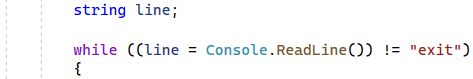 string line;
while ((line = Console.ReadLine()) != "exit")
{